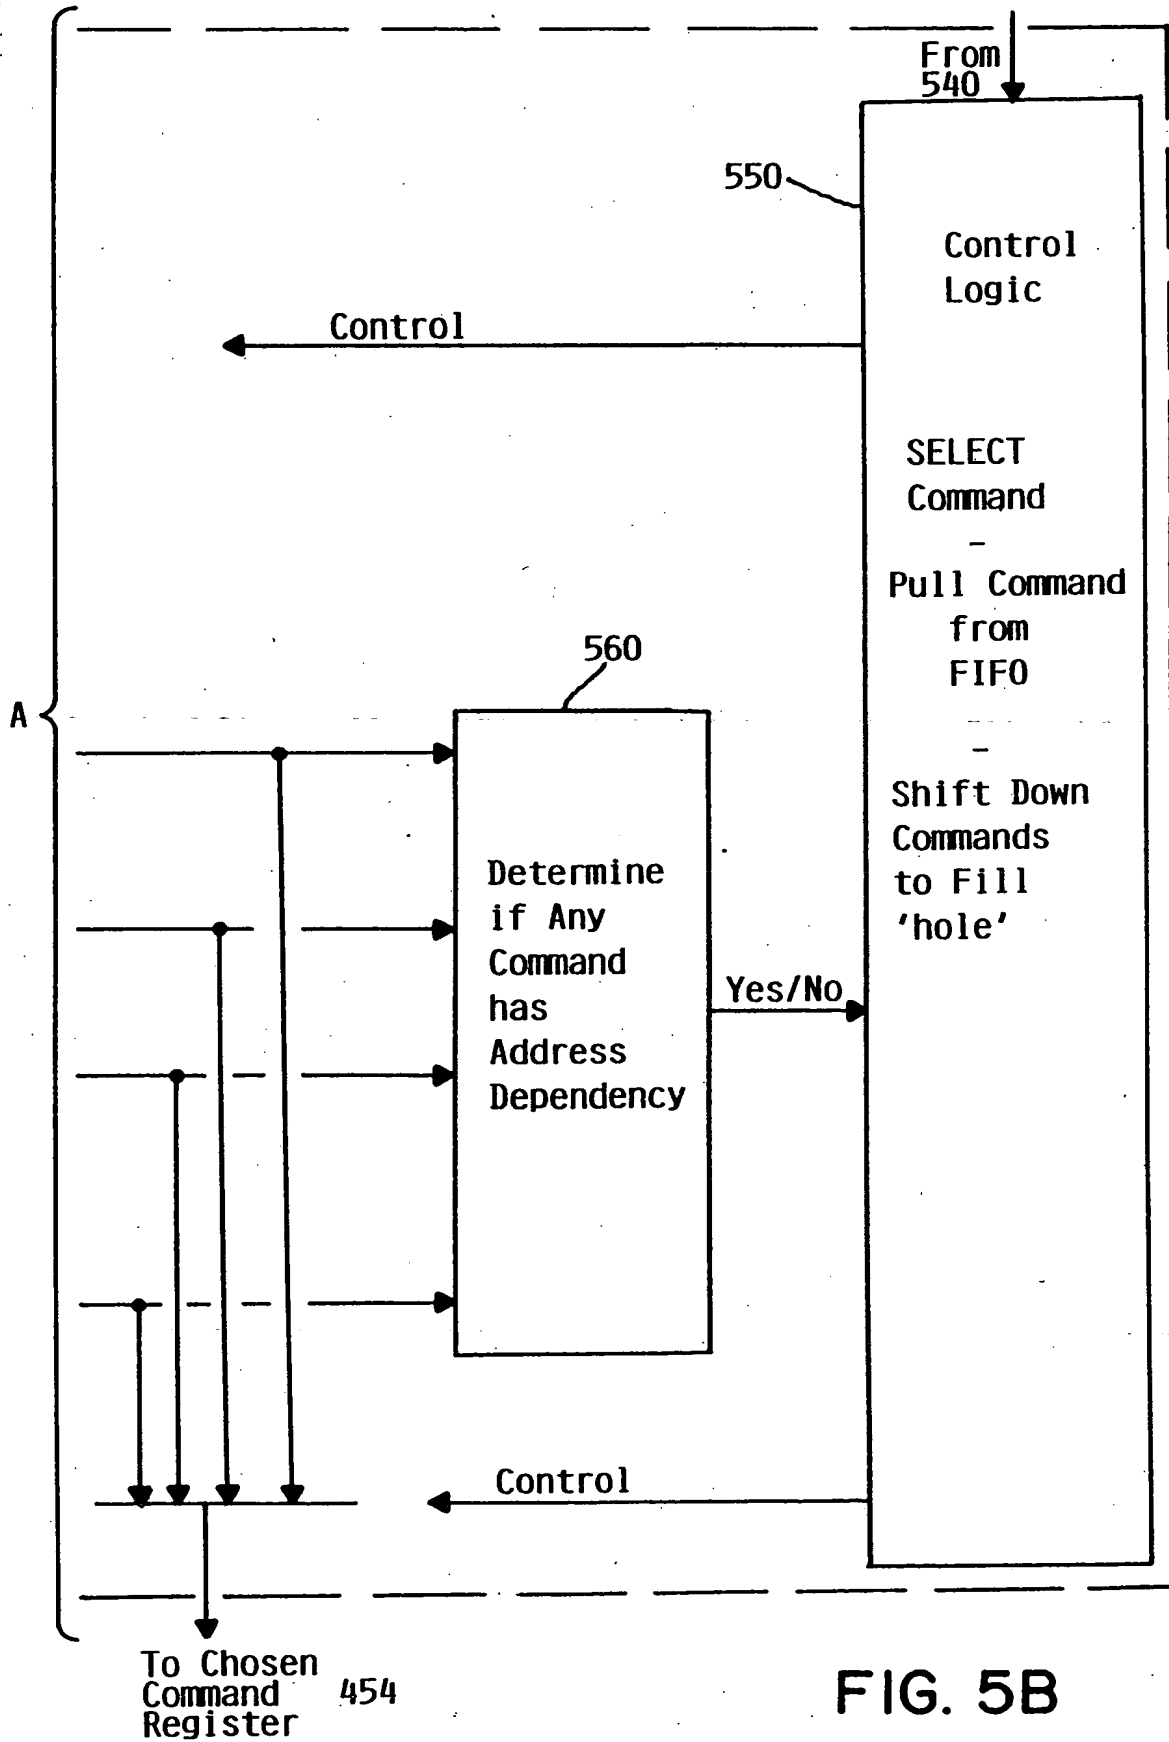 From
540
550
Control
Logic
Control
SELECT
Command
-
Pull Command
from
FIFO
-
Shift Down
Commands
to Fill
'hole'
560
A
Determine
if Any
Command
has
Address
Dependency
Yes/No
Control
To Chosen
Command 454
Register
FIG. 5B